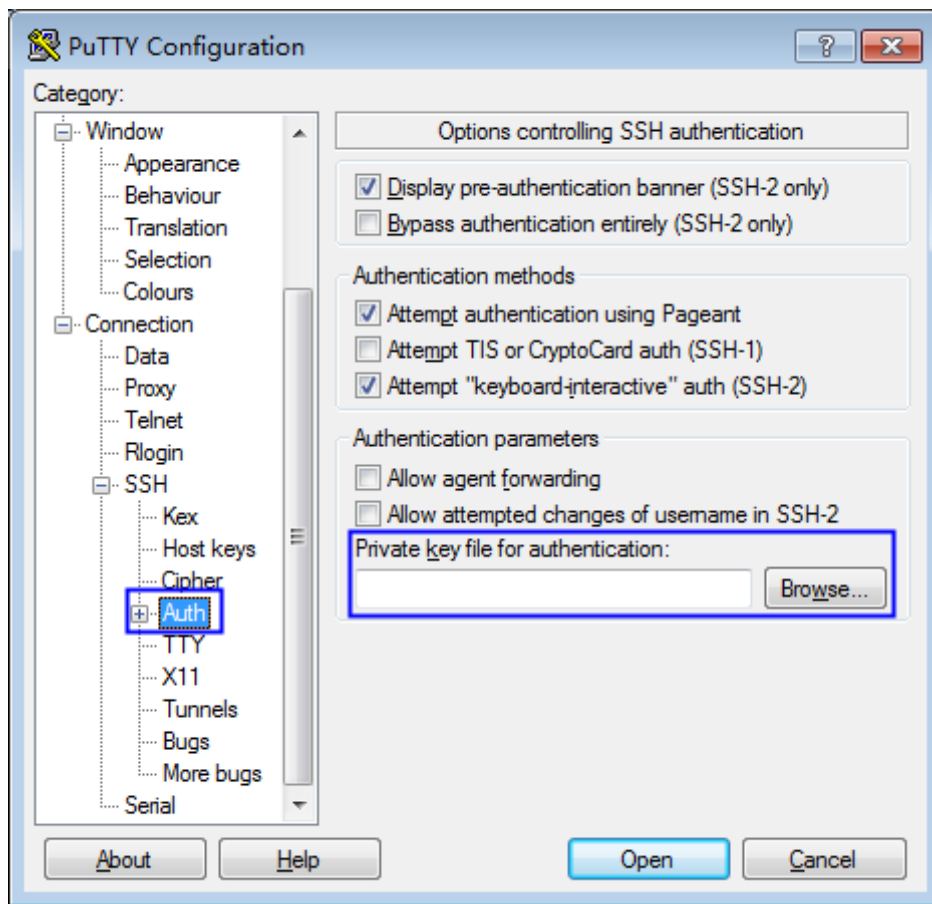 PuTTY Configuration
Category:
Window
Appearance
Behaviour
Translation
Selection
Colours
Connection
Data
Proxy
Telnet
Rlogin
SSH
Kex
Host keys
Cipher
Auth
TTY
X11
Tunnels
Bugs
More bugs
Serial
Options controlling SSH authentication
Display pre-authentication banner (SSH-2 only)
Bypass authentication entirely (SSH-2 only)
Authentication methods
Attempt authentication using Pageant
Attempt TIS or CryptoCard auth (SSH-1)
Attempt "keyboard-interactive" auth (SSH-2)
Authentication parameters
Allow agent forwarding
Allow attempted changes of username in SSH-2
Private key file for authentication:
Browse...
About
Help
Open
Cancel